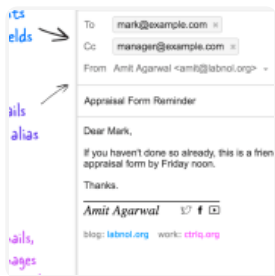 To mark@example.com ×
elds
Cc manager@example.com ×
From Amit Agarwal <amit@labnol.org>
Appraisal Form Reminder
ails
alias
Dear Mark,
If you haven't done so already, this is a frien
appraisal form by Friday noon.
Thanks.
Amit Agarwal
blog: labnol.org work: ctrlq.org
ails,
ages